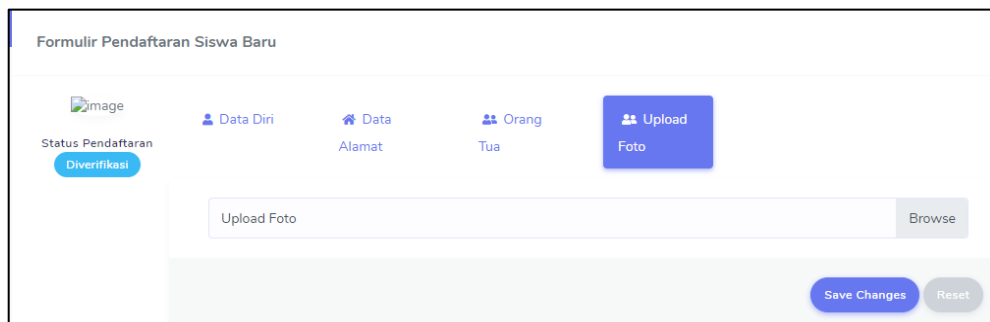 Formulir Pendaftaran Siswa Baru
image
Status Pendaftaran
Diverifikasi
Data Diri
Data
Alamat
Orang
Tua
Upload
Foto
Upload Foto
Browse
Save Changes
Reset